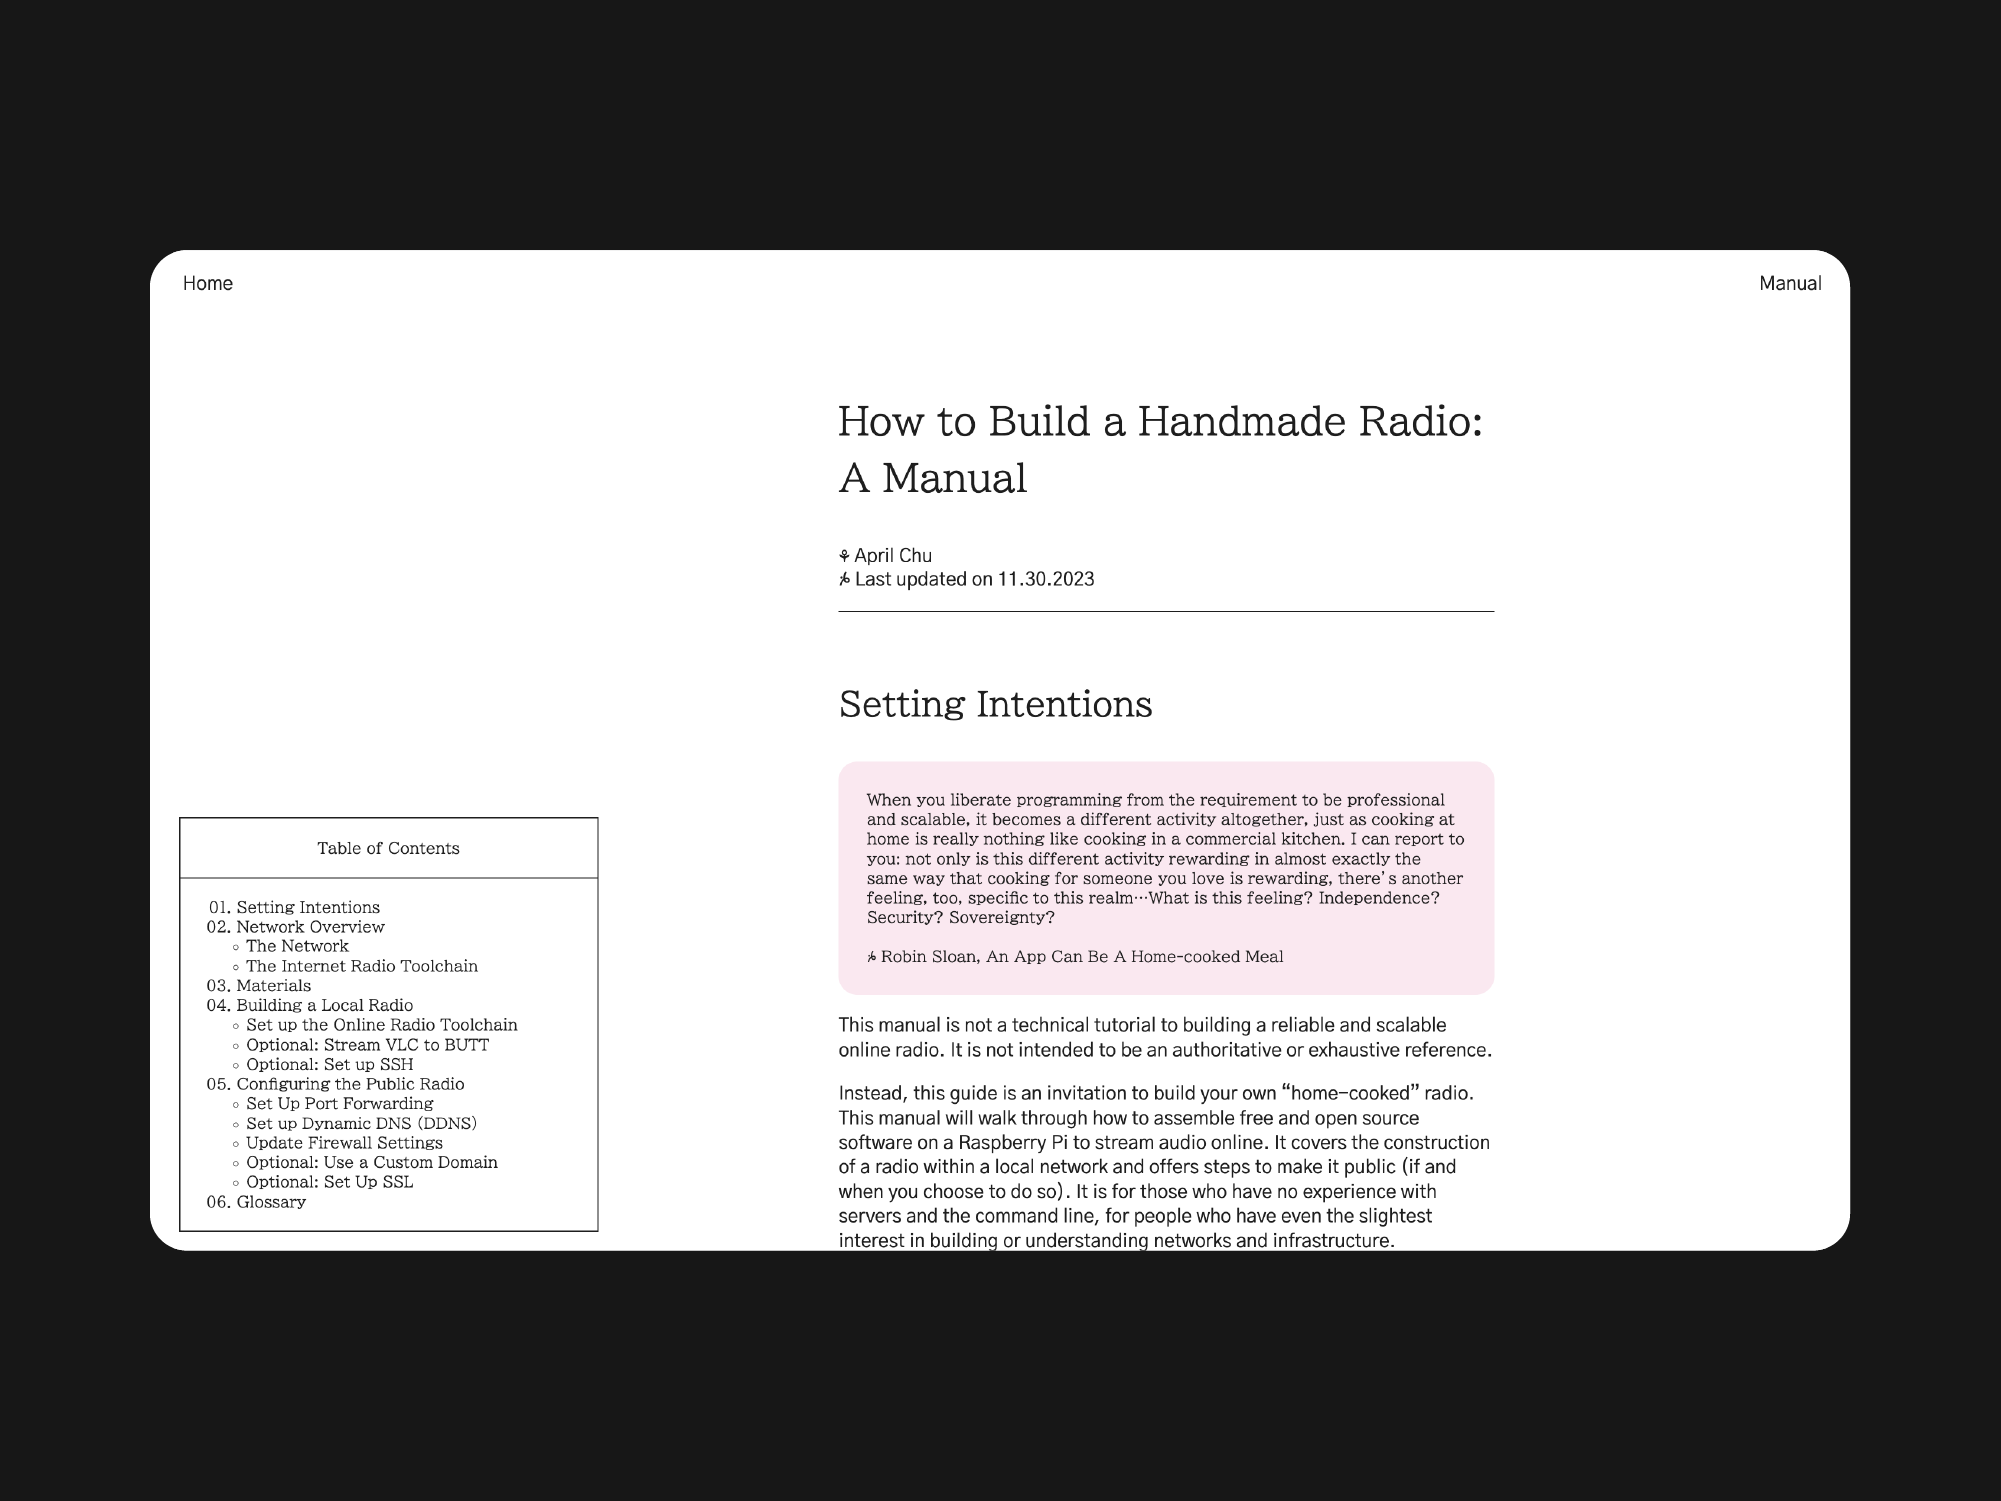 Home
Manual
How to Build a Handmade Radio:
A Manual
⚘ April Chu
Last updated on 11.30.2023
Setting Intentions
When you liberate programming from the requirement to be professional
and scalable, it becomes a different activity altogether, just as cooking at
home is really nothing like cooking in a commercial kitchen. I can report to
you: not only is this different activity rewarding in almost exactly the
same way that cooking for someone you love is rewarding, there's another
feeling, too, specific to this realm…What is this feeling? Independence?
Security? Sovereignty?
Robin Sloan, An App Can Be A Home-cooked Meal
This manual is not a technical tutorial to building a reliable and scalable
online radio. It is not intended to be an authoritative or exhaustive reference.
Instead, this guide is an invitation to build your own “home-cooked” radio.
This manual will walk through how to assemble free and open source
software on a Raspberry Pi to stream audio online. It covers the construction
of a radio within a local network and offers steps to make it public (if and
when you choose to do so). It is for those who have no experience with
servers and the command line, for people who have even the slightest
interest in building or understanding networks and infrastructure.
Table of Contents
01. Setting Intentions
02. Network Overview
◦ The Network
◦ The Internet Radio Toolchain
03. Materials
04. Building a Local Radio
◦ Set up the Online Radio Toolchain
◦ Optional: Stream VLC to BUTT
◦ Optional: Set up SSH
05. Configuring the Public Radio
◦ Set Up Port Forwarding
◦ Set up Dynamic DNS (DDNS)
◦ Update Firewall Settings
◦ Optional: Use a Custom Domain
◦ Optional: Set Up SSL
06. Glossary